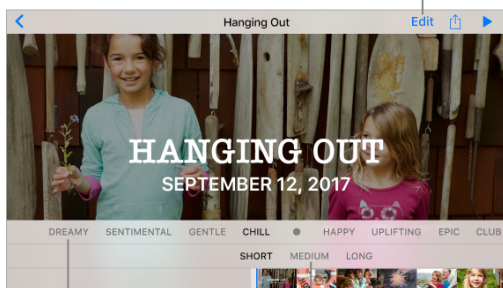 Hanging Out Edit
HANGING OUT
SEPTEMBER 12, 2017
DREAMY SENTIMENTAL GENTLE CHILL HAPPY UPLIFTING EPIC CLUB
SHORT MEDIUM LONG